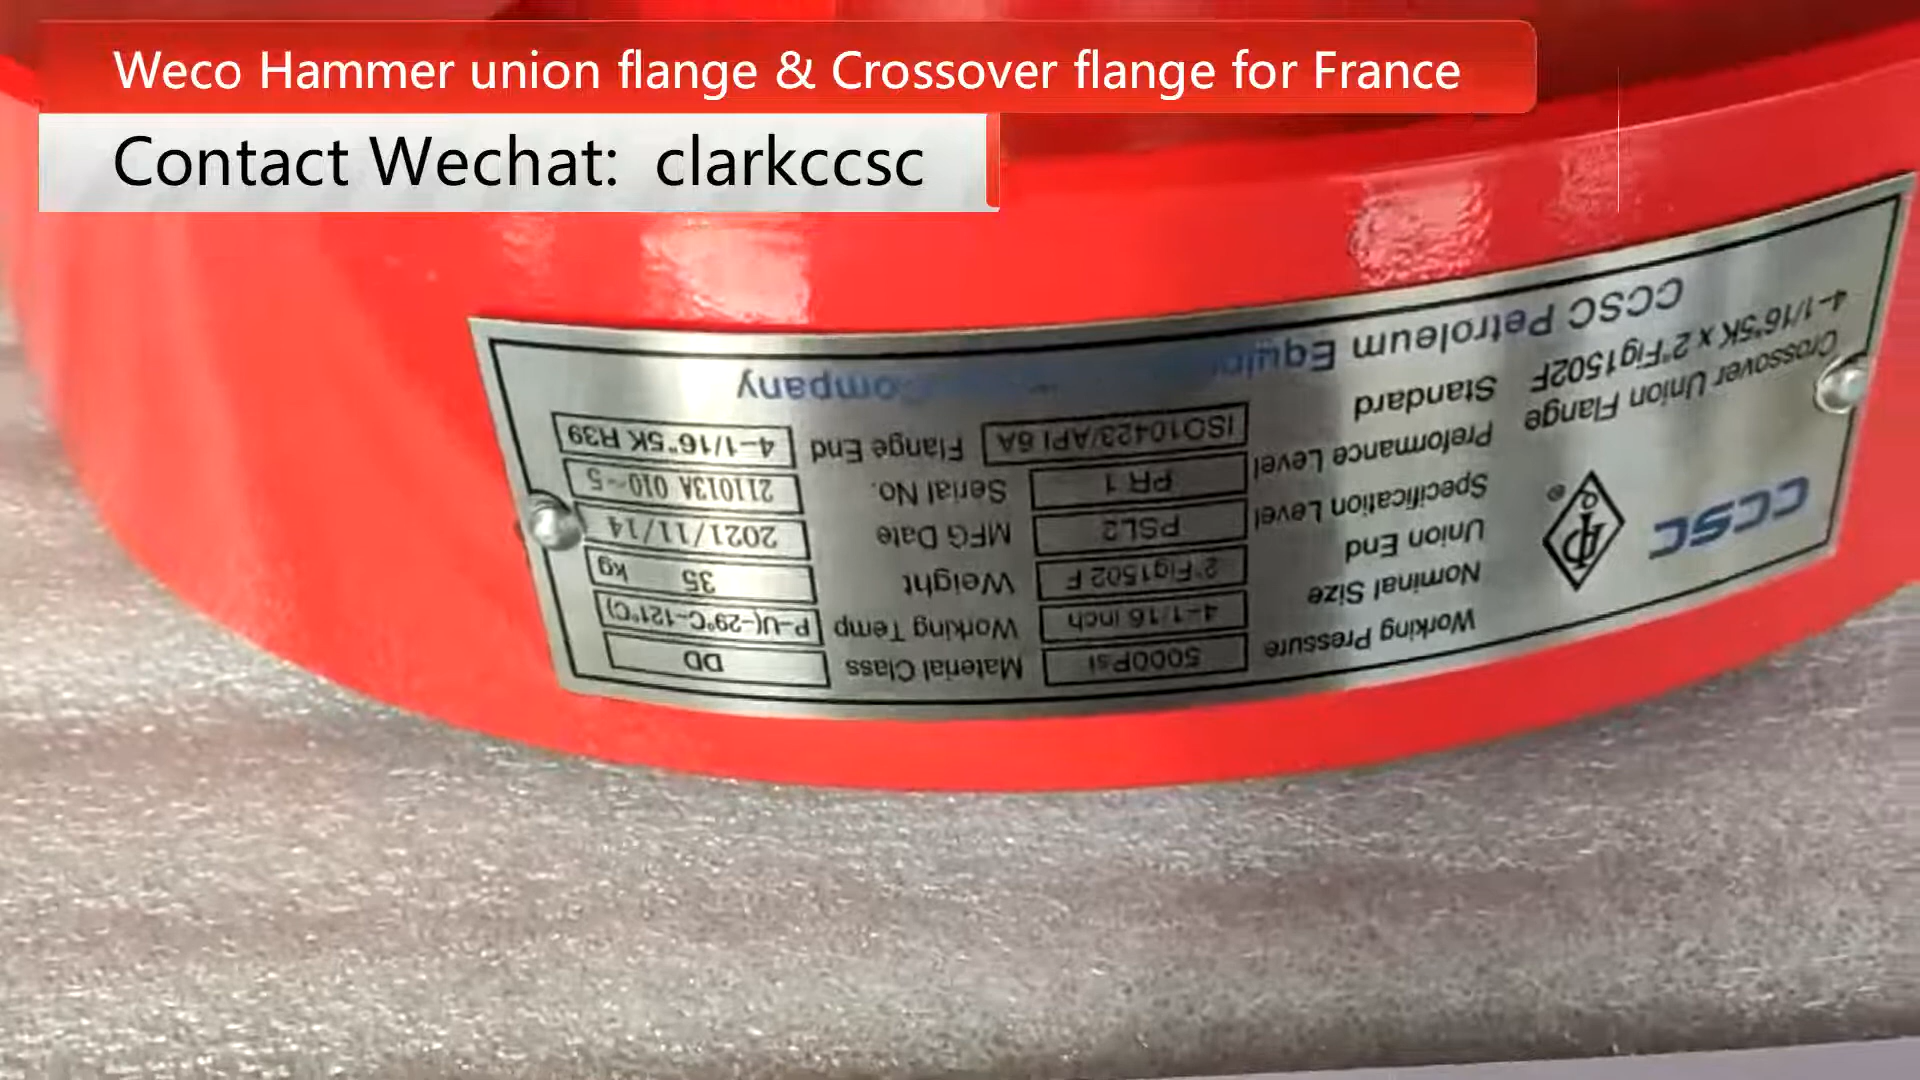 Weco Hammer union flange & Crossover flange for France
Contact Wechat: clarkccsc
CCSC
Crossover Union Flange
4-1/16"5K x 2"Fig1502F
CCSC Petroleum Equipment Company
Working Pressure 5000Psi Material Class DD
Nominal Size 4-1/16 inch Working Temp P-U(-29°C-121°C)
Union End 2"Fig1502 F Weight 35 kg
Specification Level PSL2 MFG Date 2021/11/14
Preformance Level PR 1 Serial No. 211013A 010-5
Standard ISO10423/API 6A Flange End 4-1/16"5K R39